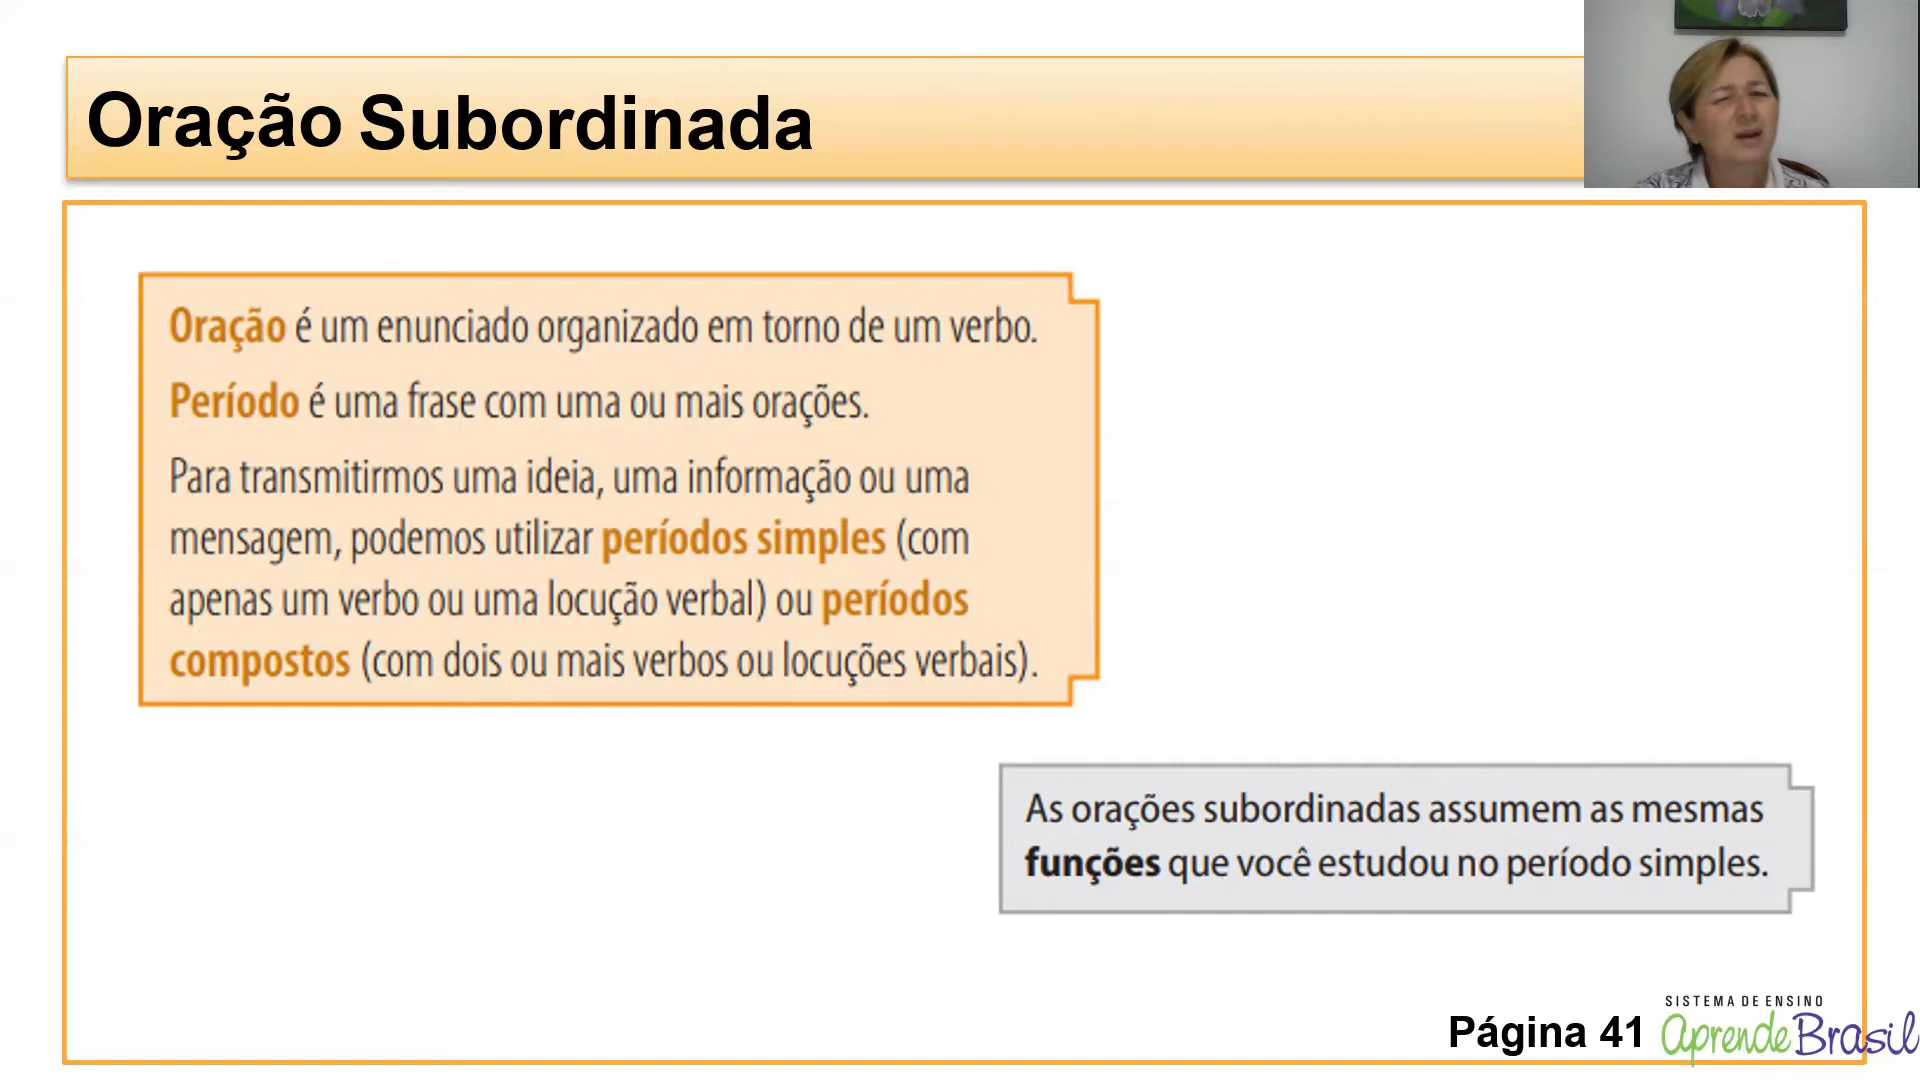 Oração Subordinada
Oração é um enunciado organizado em torno de um verbo.
Período é uma frase com uma ou mais orações.
Para transmitirmos uma ideia, uma informação ou uma
mensagem, podemos utilizar períodos simples (com
apenas um verbo ou uma locução verbal) ou períodos
compostos (com dois ou mais verbos ou locuções verbais).
As orações subordinadas assumem as mesmas
funções que você estudou no período simples.
Página 41
SISTEMA DE ENSINO
aprende Brasil